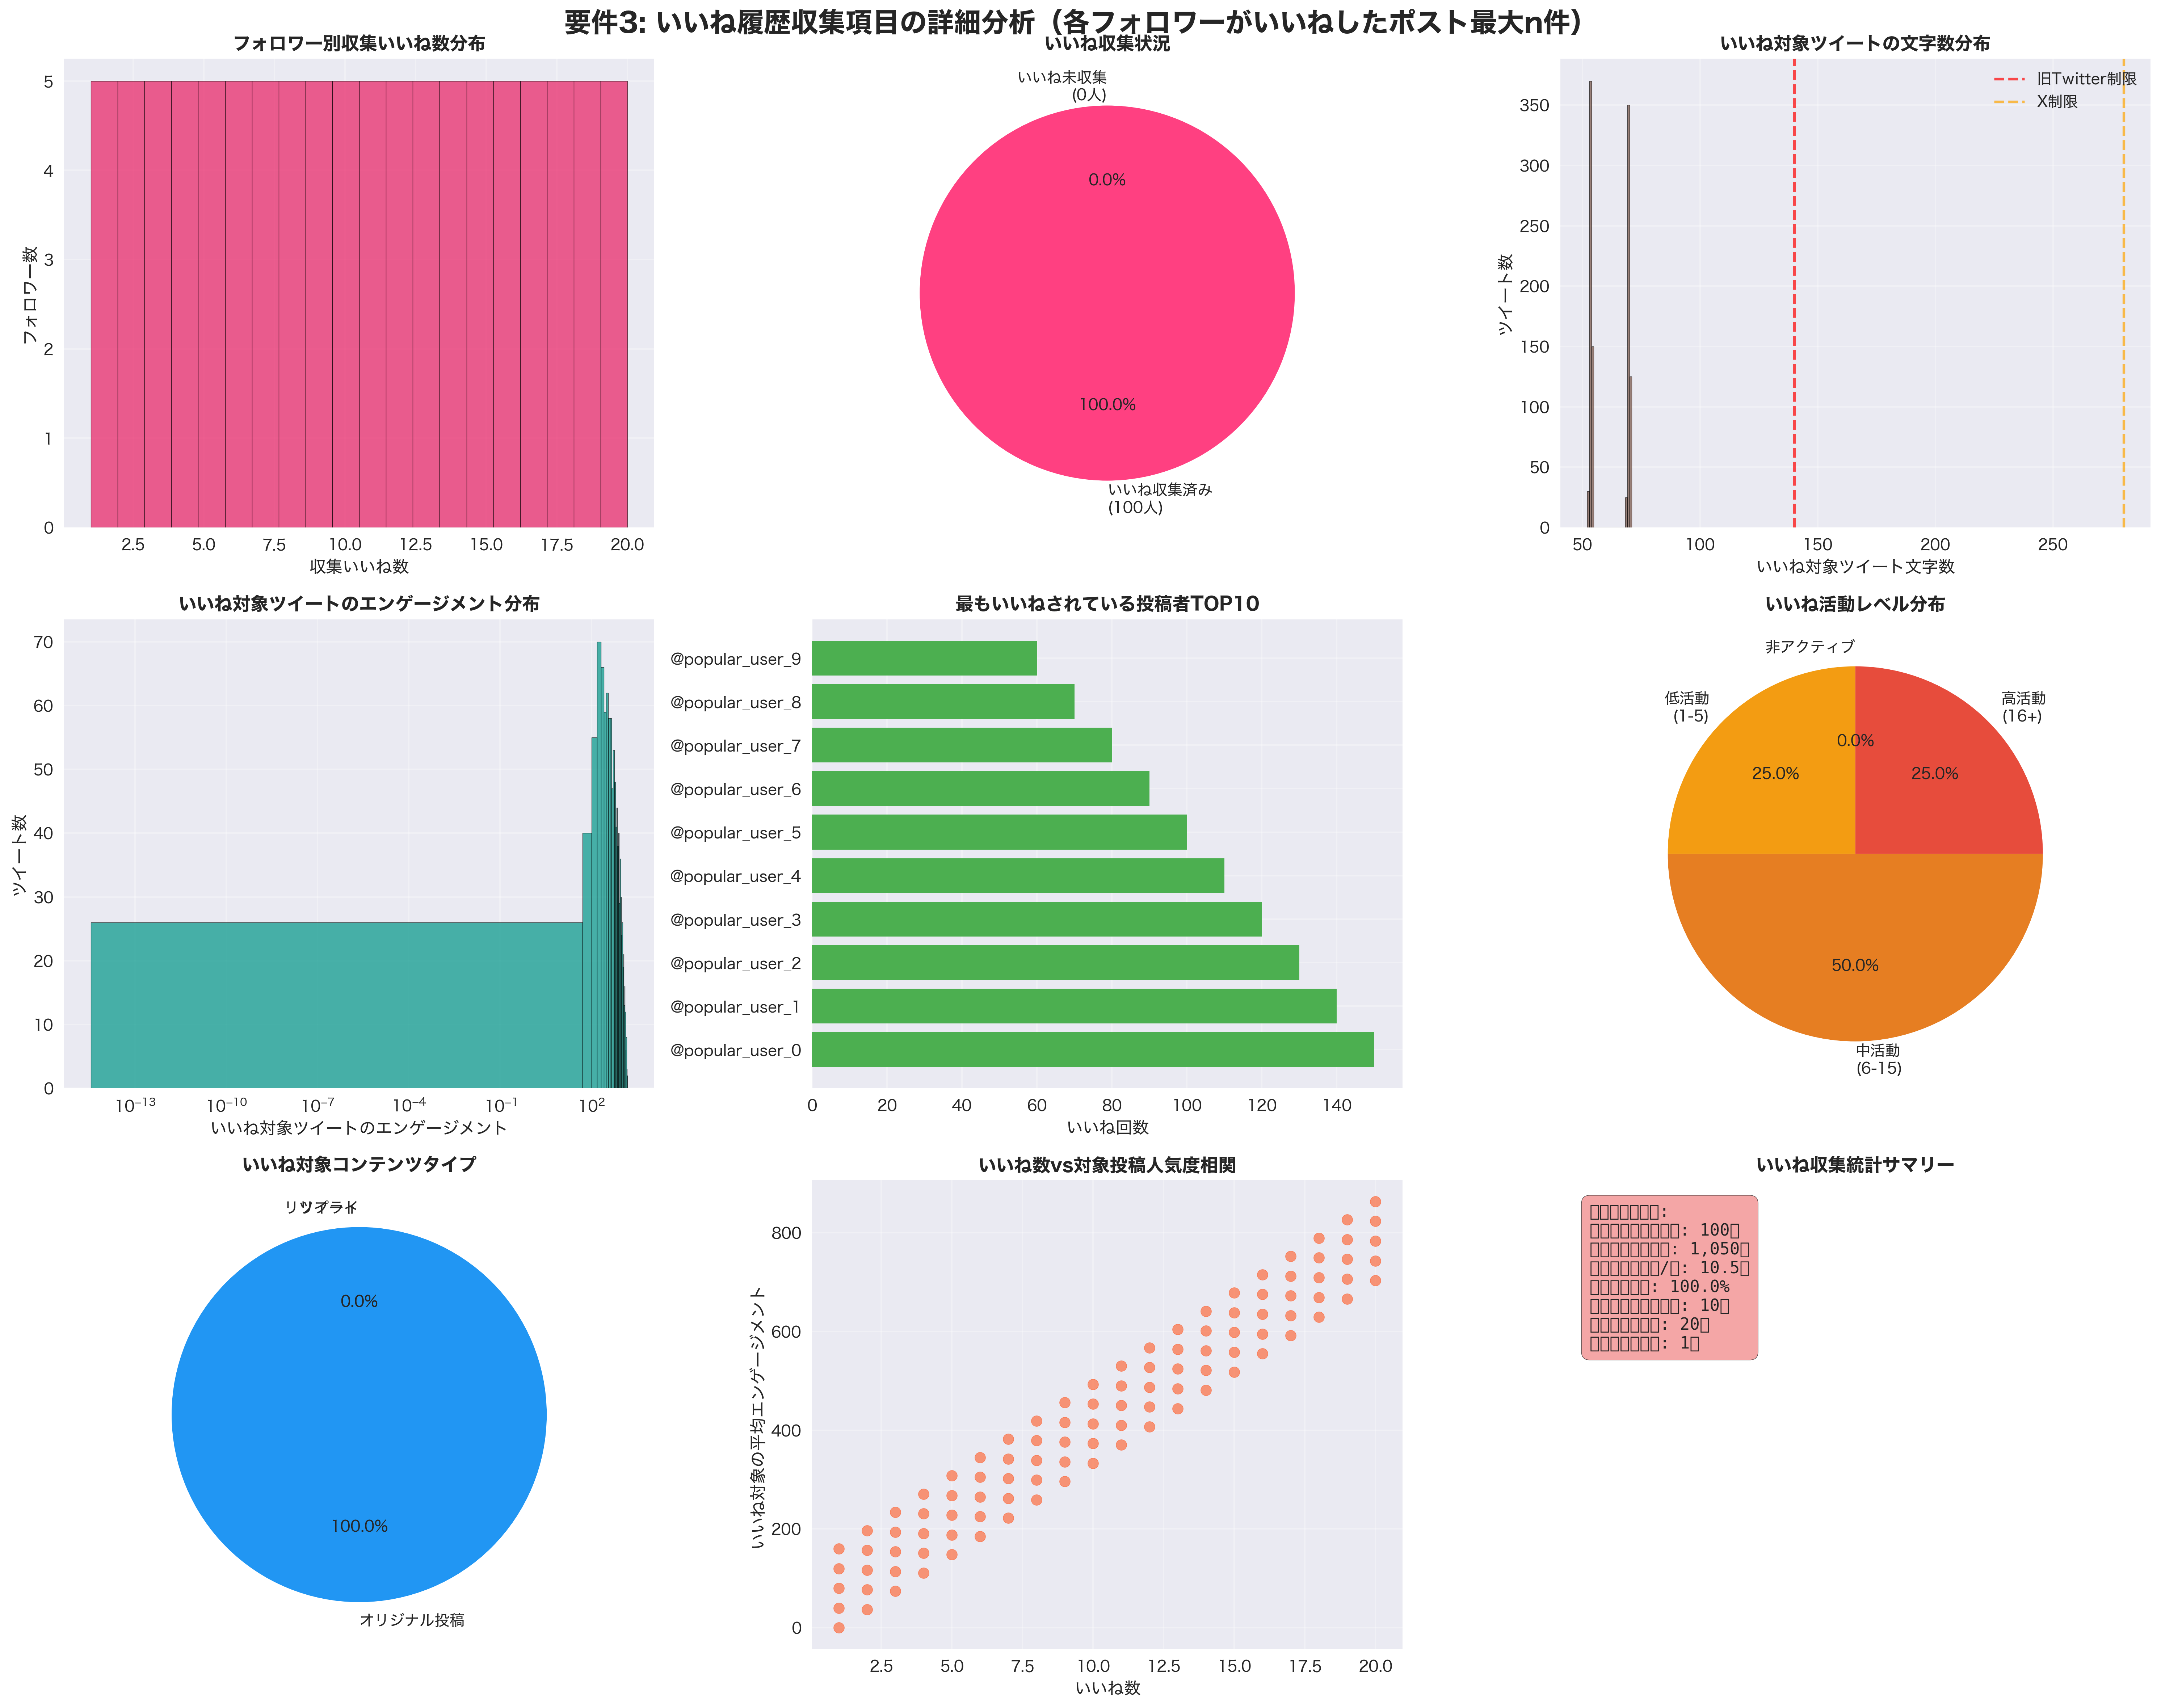 要件3: いいね履歴収集項目の詳細分析（各フォロワーがいいねしたポスト最大n件）
フォロワー別収集いいね数分布
フォロワー数
5
4
3
2
1
0
2.5 5.0 7.5 10.0 12.5 15.0 17.5 20.0
収集いいね数
いいね収集状況
いいね未収集
(0人)
0.0%
100.0%
いいね収集済み
(100人)
いいね対象ツイートの文字数分布
旧Twitter制限
X制限
ツイート数
350
300
250
200
150
100
50
0
50 100 150 200 250
いいね対象ツイート文字数
いいね対象ツイートのエンゲージメント分布
ツイート数
70
60
50
40
30
20
10
0
10⁻¹³ 10⁻¹⁰ 10⁻⁷ 10⁻⁴ 10⁻¹ 10²
いいね対象ツイートのエンゲージメント
最もいいねされている投稿者TOP10
@popular_user_9
@popular_user_8
@popular_user_7
@popular_user_6
@popular_user_5
@popular_user_4
@popular_user_3
@popular_user_2
@popular_user_1
@popular_user_0
0 20 40 60 80 100 120 140
いいね回数
いいね活動レベル分布
非アクティブ
低活動
(1-5)
高活動
(16+)
0.0%
25.0%
25.0%
50.0%
中活動
(6-15)
いいね対象コンテンツタイプ
0.0%
100.0%
オリジナル投稿
いいね数vs対象投稿人気度相関
いいね対象の平均エンゲージメント
800
600
400
200
0
2.5 5.0 7.5 10.0 12.5 15.0 17.5 20.0
いいね数
いいね収集統計サマリー
:
: 100
: 1,050
/ : 10.5
: 100.0%
: 10
: 20
: 1